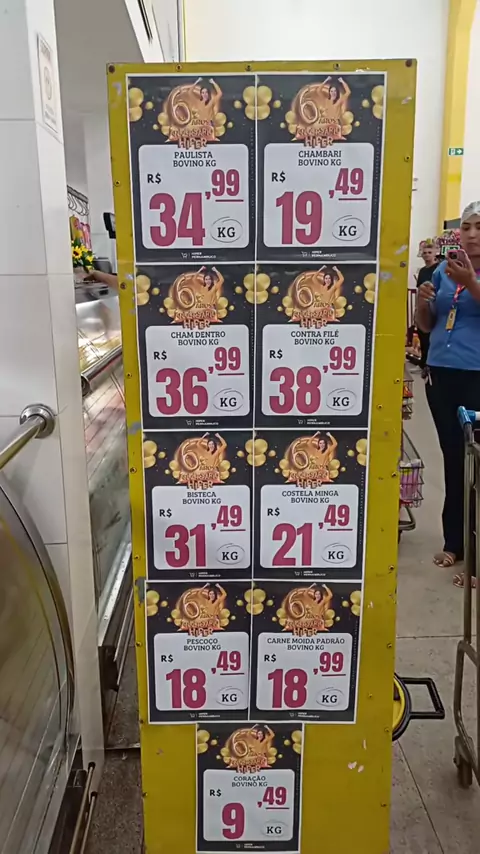 PAULISTA
BOVINO KG
R$ 34,99
KG
CHAMBARI
BOVINO KG
R$ 19,49
KG
CHAM DENTRO
BOVINO KG
R$ 36,99
KG
CONTRA FILÉ
BOVINO KG
R$ 38,99
KG
BISTECA
BOVINO KG
R$ 31,49
KG
COSTELA MINGA
BOVINO KG
R$ 21,49
KG
PESCOÇO
BOVINO KG
R$ 18,49
KG
CARNE MOIDA PADRÃO
BOVINO KG
R$ 18,99
KG
CORAÇÃO
BOVINO KG
R$ 9,49
KG